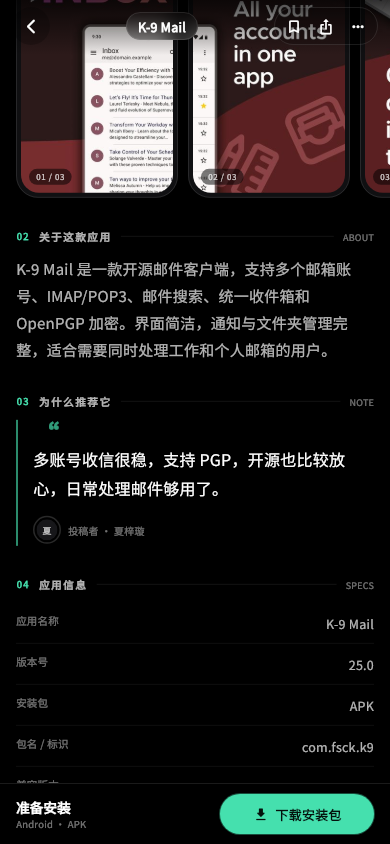 K-9 Mail
INBOX
9:30
Inbox
mozdomain.example
Boost Your Efficiency with
Let's Fly! It's Time for Thun
Transform Your Workday
Take Control of Your Sched
Ten ways to improve your
01 / 03
All your
accounts
in one
app
02 / 03
03
02 关于这款应用 ABOUT
K-9 Mail 是一款开源邮件客户端，支持多个邮箱账
号、IMAP/POP3、邮件搜索、统一收件箱和
OpenPGP 加密。界面简洁，通知与文件夹管理完
整，适合需要同时处理工作和个人邮箱的用户。
03 为什么推荐它 NOTE
“
多账号收信很稳，支持 PGP，开源也比较放
心，日常处理邮件够用了。
夏 投稿者 • 夏梓璇
04 应用信息 SPECS
应用名称 K-9 Mail
版本号 25.0
安装包 APK
包名 / 标识 com.fsck.k9
准备安装
Android • APK
下载安装包